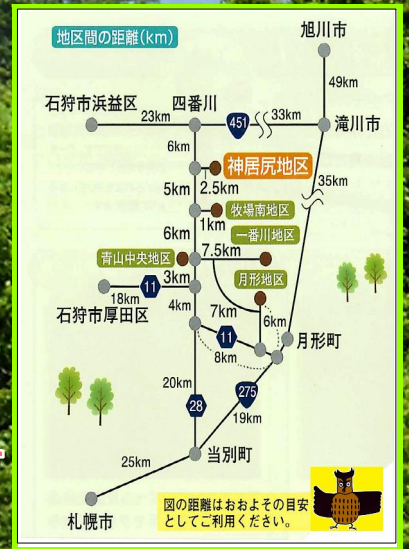 地区間の距離(km)
旭川市
49km
石狩市浜益区
四番川
23km
451
33km
滝川市
6km
神居尻地区
35km
5km
2.5km
牧場南地区
1km
6km
一番川地区
7.5km
青山中央地区
月形地区
3km
11
18km
石狩市厚田区
4km
7km
6km
11
月形町
8km
20km
275
28
19km
当別町
25km
札幌市
図の距離はおおよその目安
としてご利用ください。